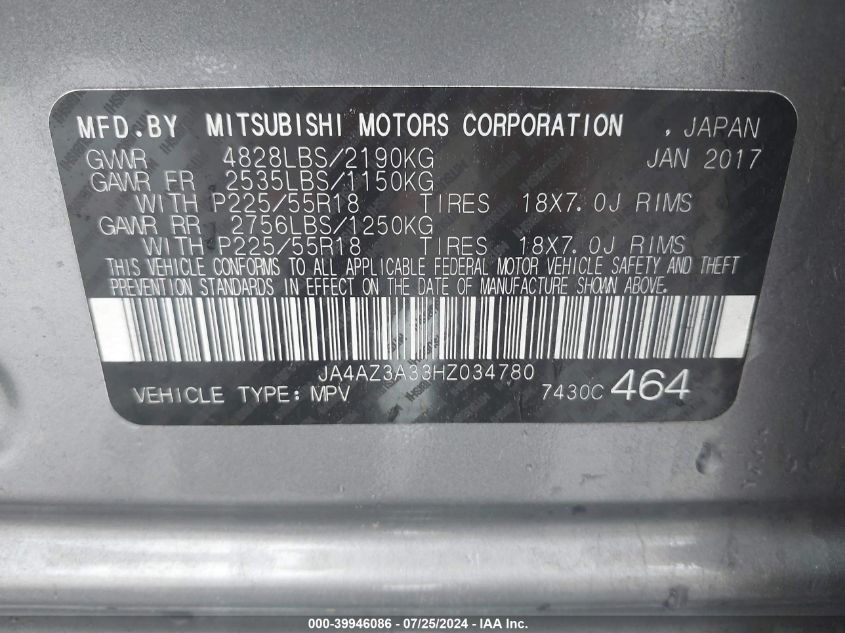 MFD.BY MITSUBISHI MOTORS CORPORATION , JAPAN
GVWR 4828LBS/2190KG JAN 2017
GAWR FR 2535LBS/1150KG
WITH P225/55R18 TIRES 18X7.0J RIMS
GAWR RR 2756LBS/1250KG
WITH P225/55R18 TIRES 18X7.0J RIMS
THIS VEHICLE CONFORMS TO ALL APPLICABLE FEDERAL MOTOR VEHICLE SAFETY AND THEFT
PREVENTION STANDARDS IN EFFECT ON THE DATE OF MANUFACTURE SHOWN ABOVE.
JA4AZ3A33HZ034780
VEHICLE TYPE: MPV 7430C 464
000-39946086 - 07/25/2024 - IAA Inc.